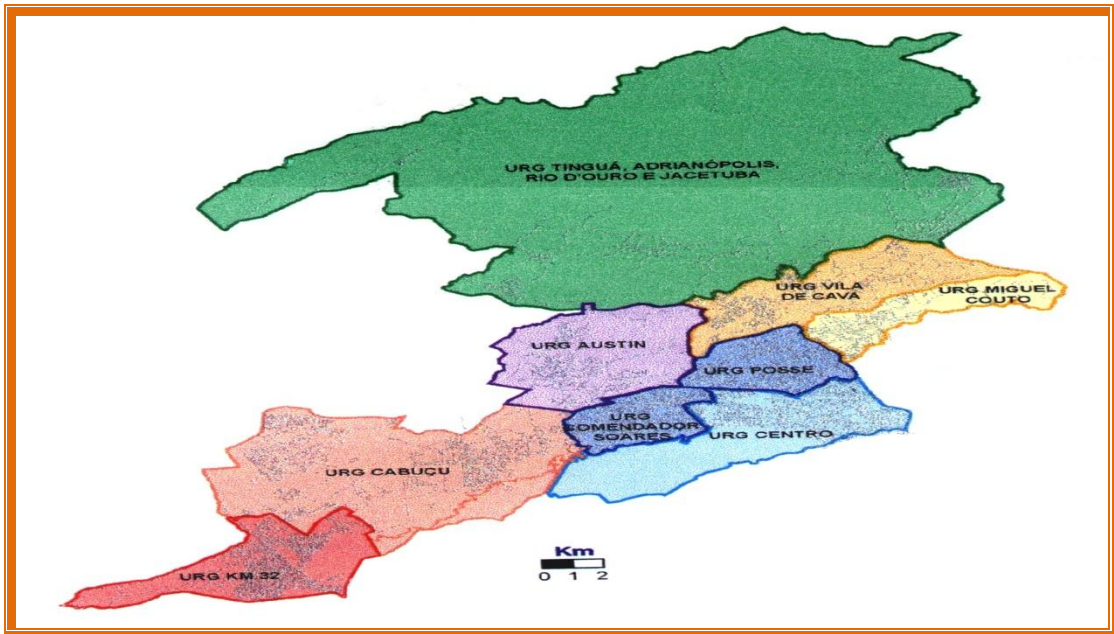 URG TINGUÁ, ADRIANÓPOLIS,
RIO D'OURO E JACETUBA
URG VILA
DE CAVA
URG MIGUEL
COUTO
URG AUSTIN
URG POSSE
URG
COMENDADOR
SOARES
URG CENTRO
URG CABUÇU
URG KM 32
Km
0 1 2